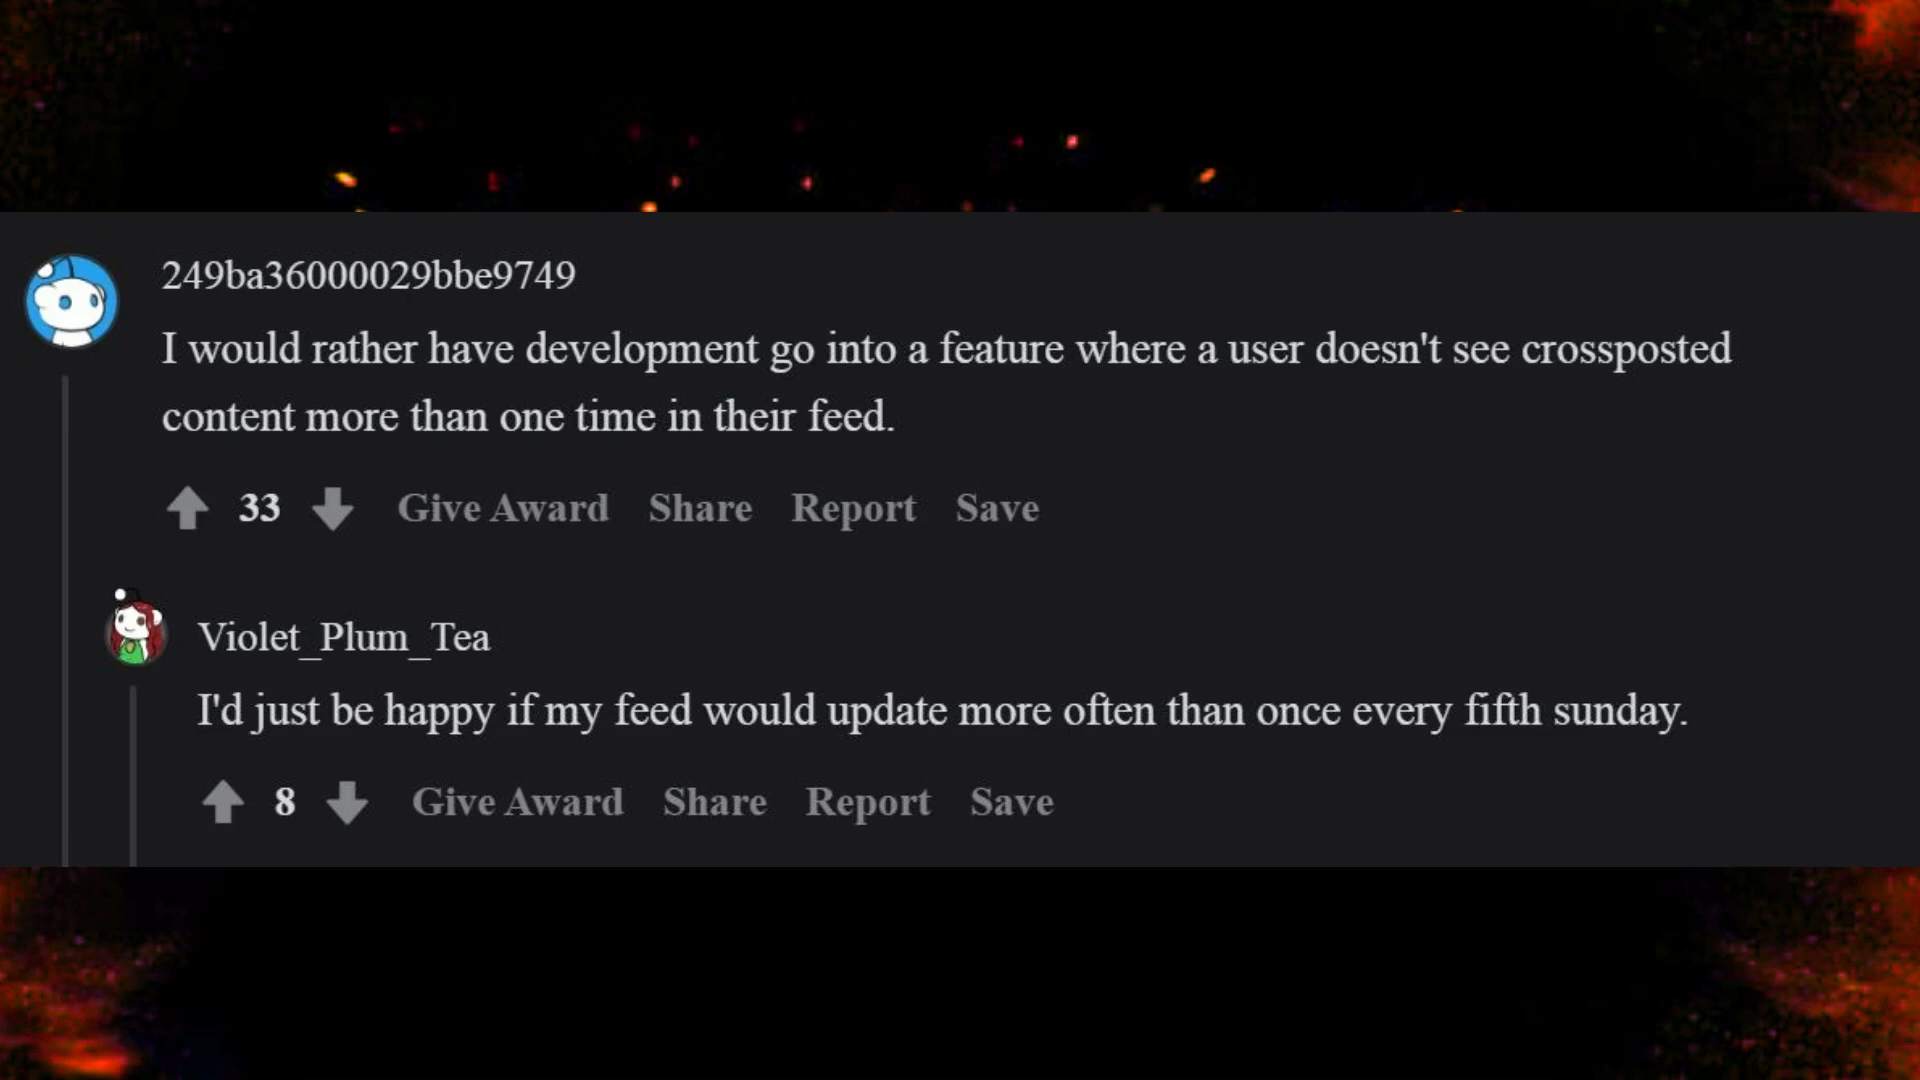 249ba36000029bbe9749
I would rather have development go into a feature where a user doesn't see crossposted
content more than one time in their feed.
33 Give Award Share Report Save
Violet_Plum_Tea
I'd just be happy if my feed would update more often than once every fifth sunday.
8 Give Award Share Report Save